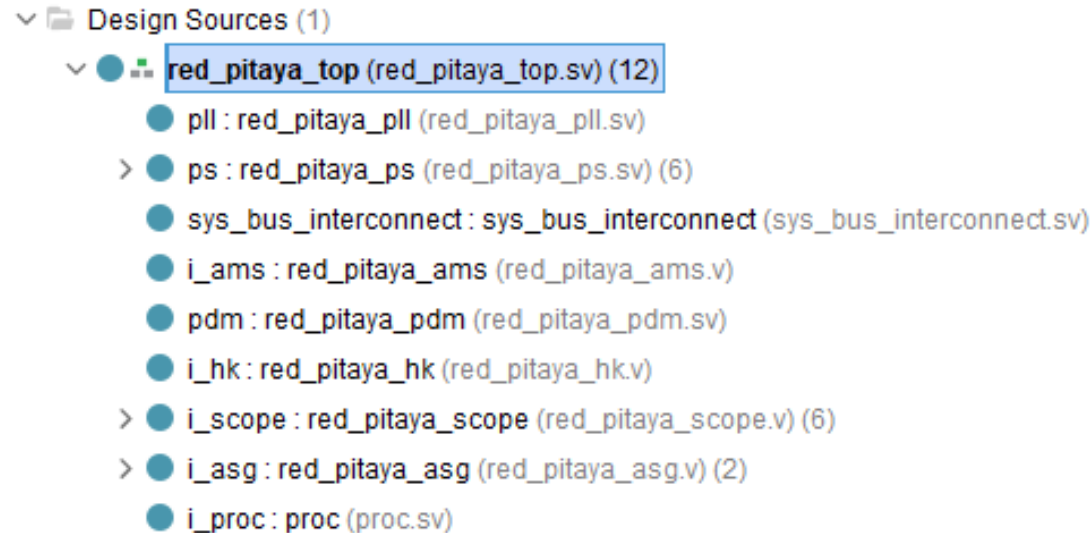 Design Sources (1)
red_pitaya_top (red_pitaya_top.sv) (12)
pll : red_pitaya_pll (red_pitaya_pll.sv)
ps : red_pitaya_ps (red_pitaya_ps.sv) (6)
sys_bus_interconnect : sys_bus_interconnect (sys_bus_interconnect.sv)
i_ams : red_pitaya_ams (red_pitaya_ams.v)
pdm : red_pitaya_pdm (red_pitaya_pdm.sv)
i_hk : red_pitaya_hk (red_pitaya_hk.v)
i_scope : red_pitaya_scope (red_pitaya_scope.v) (6)
i_asg : red_pitaya_asg (red_pitaya_asg.v) (2)
i_proc : proc (proc.sv)